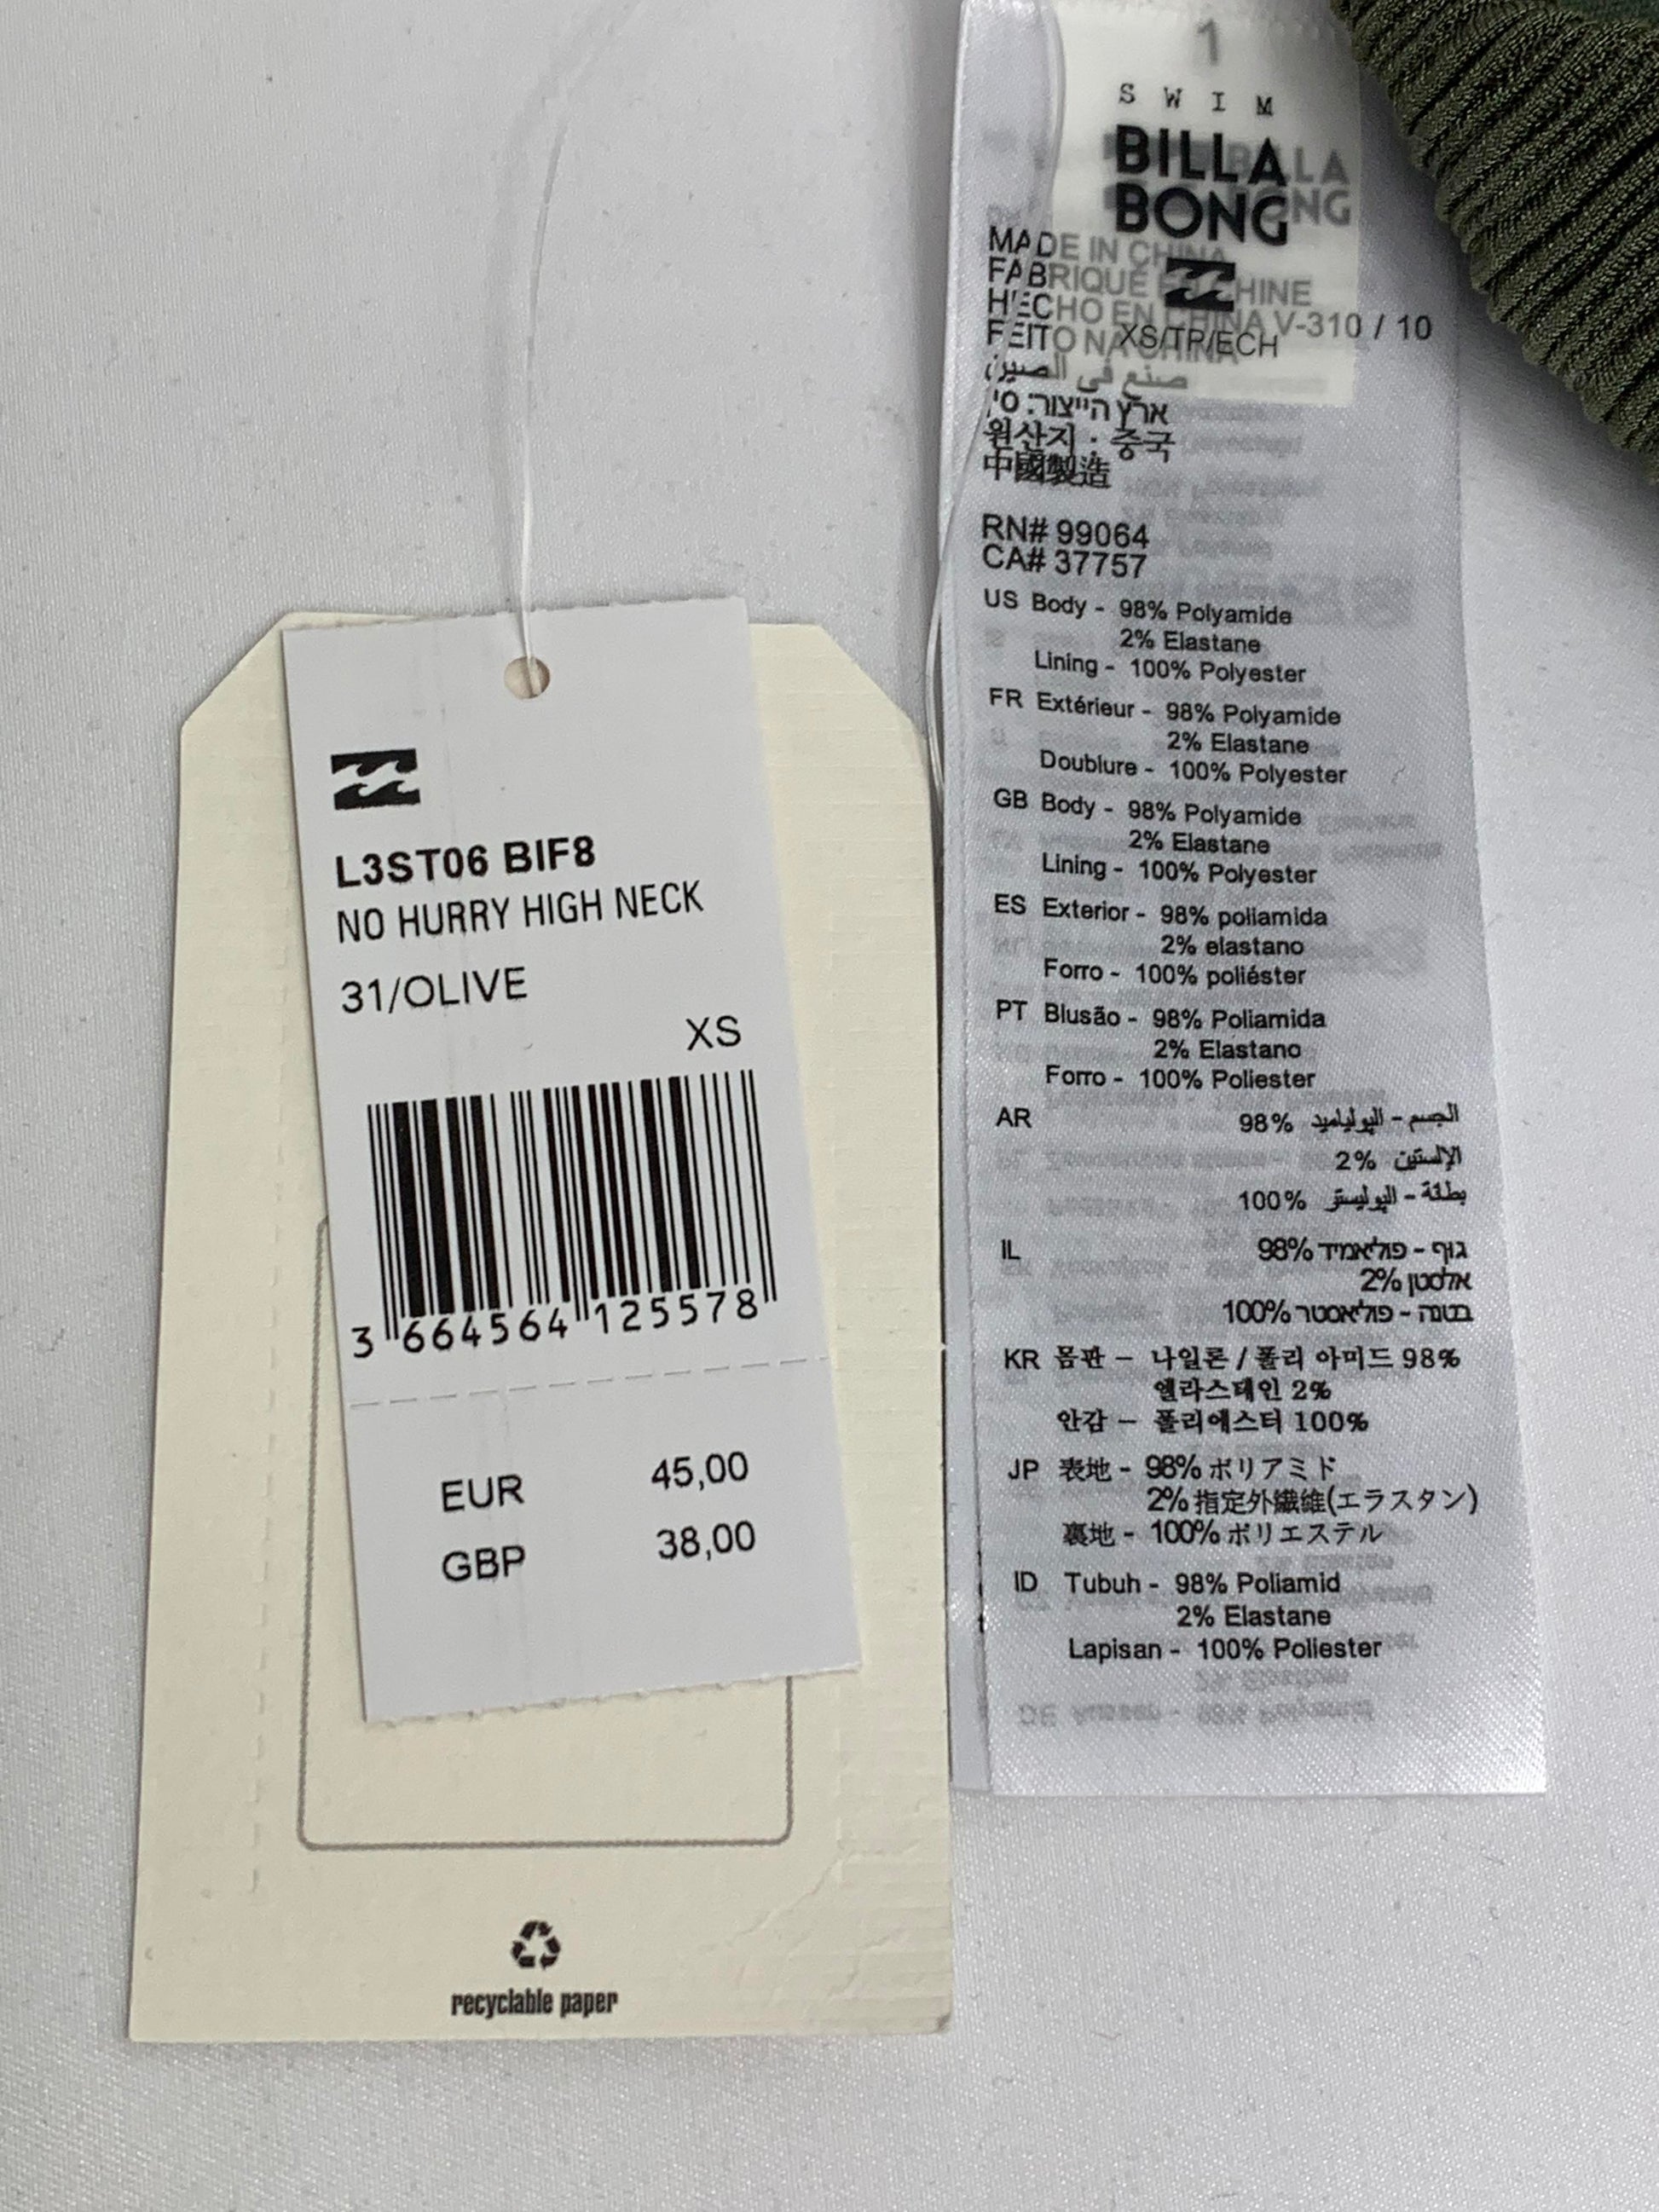 L3ST06 BIF8
NO HURRY HIGH NECK
31/OLIVE
XS
3 664564 125578
EUR 45,00
GBP 38,00
recyclable paper
1
SWIM
BILLA
BONG
XS/TP/ECH
MADE IN CHINA
FABRIQUE EN CHINE
HECHO EN CHINA V-310 / 10
FEITO NA CHINA
صنع في الصين
ארץ הייצור: סין
원산지 : 중국
中國製造
RN# 99064
CA# 37757
US Body - 98% Polyamide
2% Elastane
Lining - 100% Polyester
FR Extérieur - 98% Polyamide
2% Elastane
Doublure - 100% Polyester
GB Body - 98% Polyamide
2% Elastane
Lining - 100% Polyester
ES Exterior - 98% poliamida
2% elastano
Forro - 100% poliéster
PT Blusão - 98% Poliamida
2% Elastano
Forro - 100% Poliester
AR الجسم - البولياميد 98%
الإلستين 2%
بطانة - البوليستر 100%
IL גוף - פוליאמיד 98%
אלסטן 2%
בטנה - פוליאסטר 100%
KR 몸판 - 나일론 / 폴리 아미드 98%
엘라스테인 2%
안감 - 폴리에스터 100%
JP 表地 - 98% ポリアミド
2% 指定外繊維(エラスタン)
裏地 - 100% ポリエステル
ID Tubuh - 98% Poliamid
2% Elastane
Lapisan - 100% Poliester